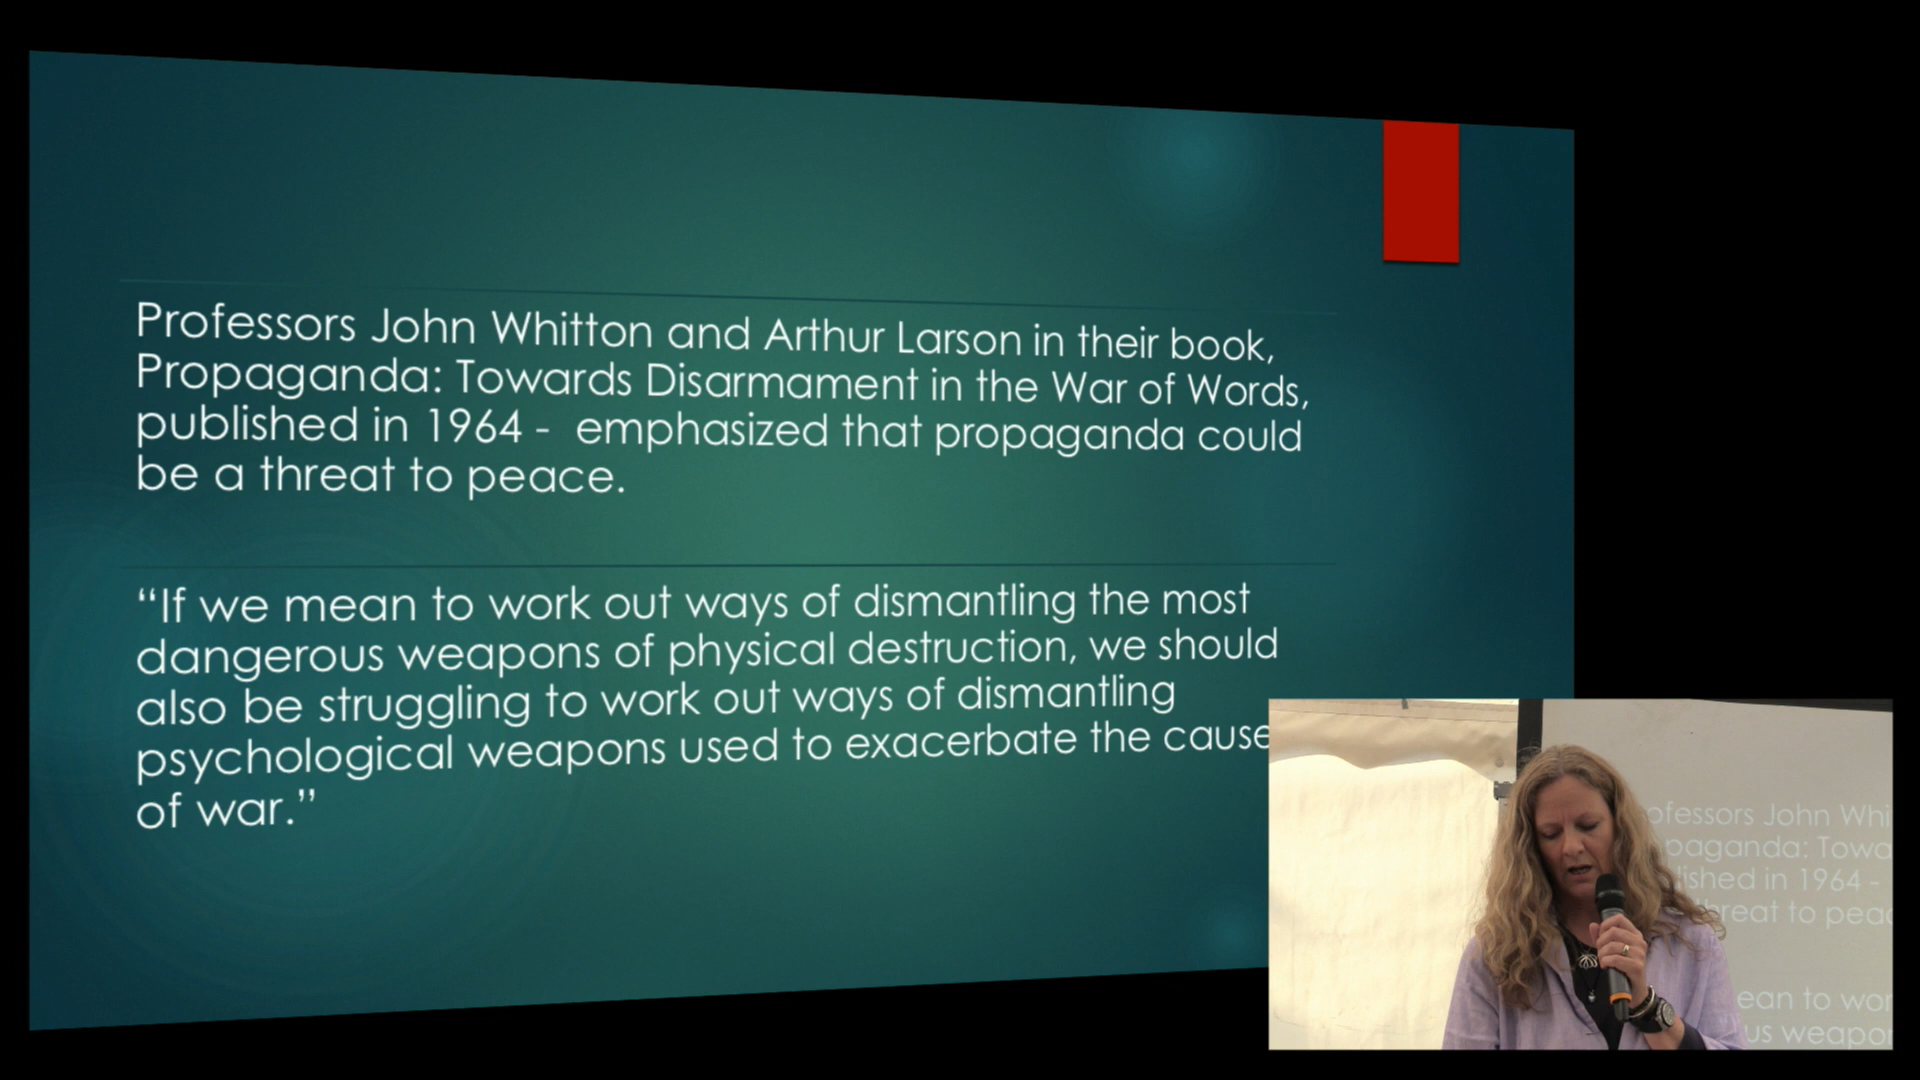 Professors John Whitton and Arthur Larson in their book,
Propaganda: Towards Disarmament in the War of Words,
published in 1964 -  emphasized that propaganda could
be a threat to peace.
“If we mean to work out ways of dismantling the most
dangerous weapons of physical destruction, we should
also be struggling to work out ways of dismantling
psychological weapons used to exacerbate the cause
of war.”
ofessors John Whi
paganda: Towa
lished in 1964 -
threat to peac
ean to wor
us weapon